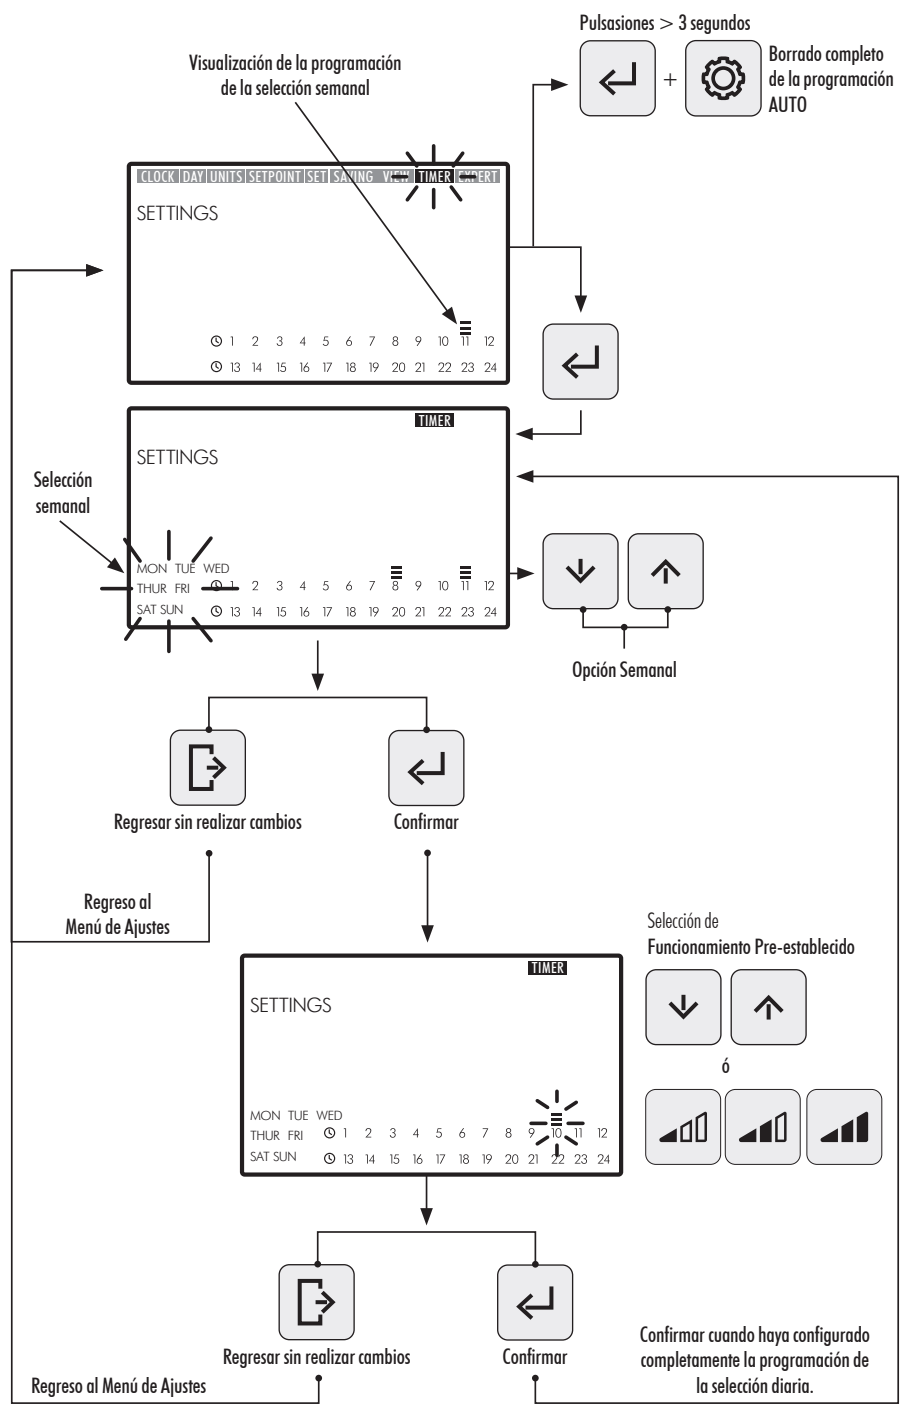 Pulsasiones > 3 segundos
Visualización de la programación
de la selección semanal
+
Borrado completo
de la programación
AUTO
CLOCK DAY UNITS SETPOINT SET SAVING VIEW TIMER EXPERT
SETTINGS
1 2 3 4 5 6 7 8 9 10 11 12
13 14 15 16 17 18 19 20 21 22 23 24
TIMER
SETTINGS
Selección
semanal
MON TUE WED
THUR FRI 1 2 3 4 5 6 7 8 9 10 11 12
SAT SUN 13 14 15 16 17 18 19 20 21 22 23 24
Opción Semanal
Regresar sin realizar cambios
Confirmar
Regreso al
Menú de Ajustes
Selección de
Funcionamiento Pre-establecido
ó
TIMER
SETTINGS
MON TUE WED
THUR FRI 1 2 3 4 5 6 7 8 9 10 11 12
SAT SUN 13 14 15 16 17 18 19 20 21 22 23 24
Regresar sin realizar cambios
Confirmar
Confirmar cuando haya configurado
completamente la programación de
la selección diaria.
Regreso al Menú de Ajustes